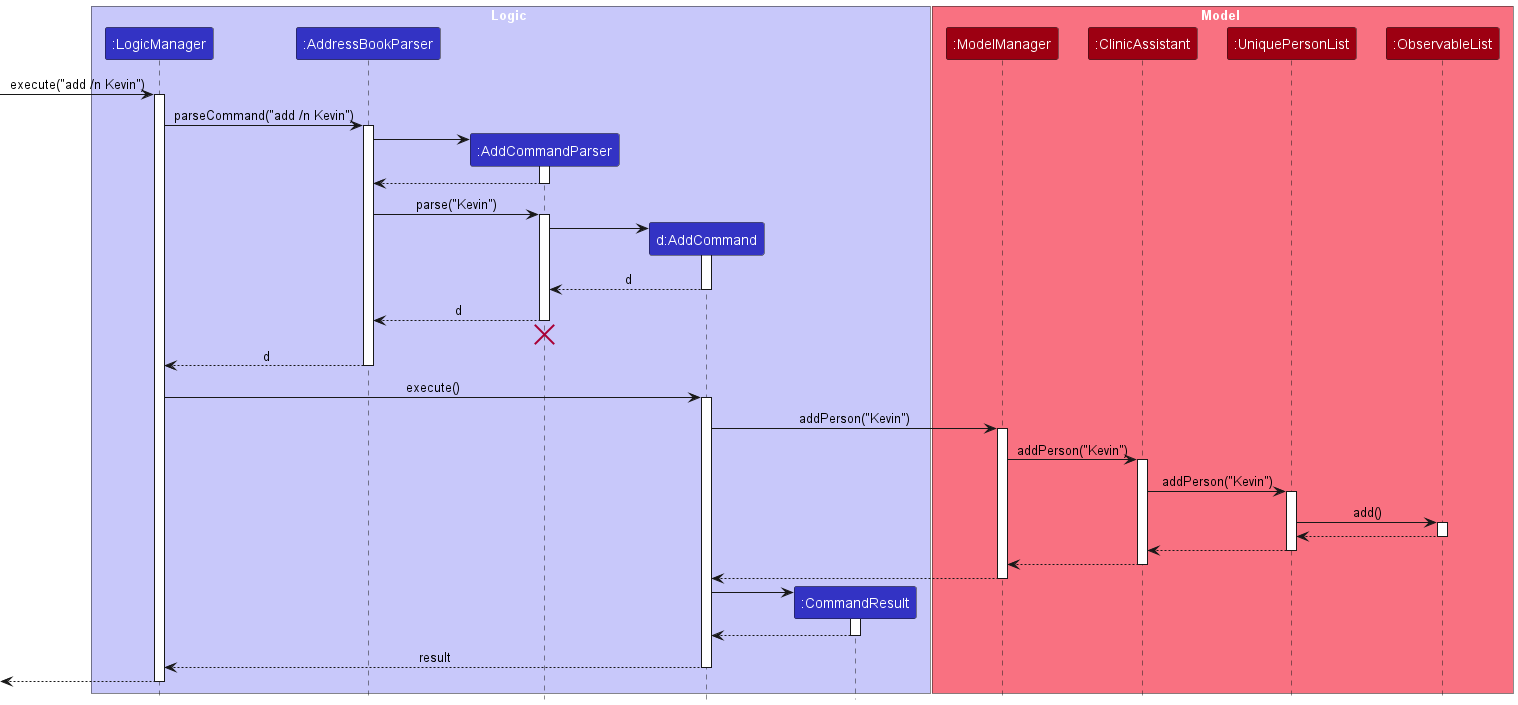 Logic
Model
:LogicManager
:AddressBookParser
:ModelManager
:ClinicAssistant
:UniquePersonList
:ObservableList
execute("add /n Kevin")
parseCommand("add /n Kevin")
:AddCommandParser
parse("Kevin")
d:AddCommand
d
d
d
execute()
addPerson("Kevin")
addPerson("Kevin")
addPerson("Kevin")
add()
:CommandResult
result